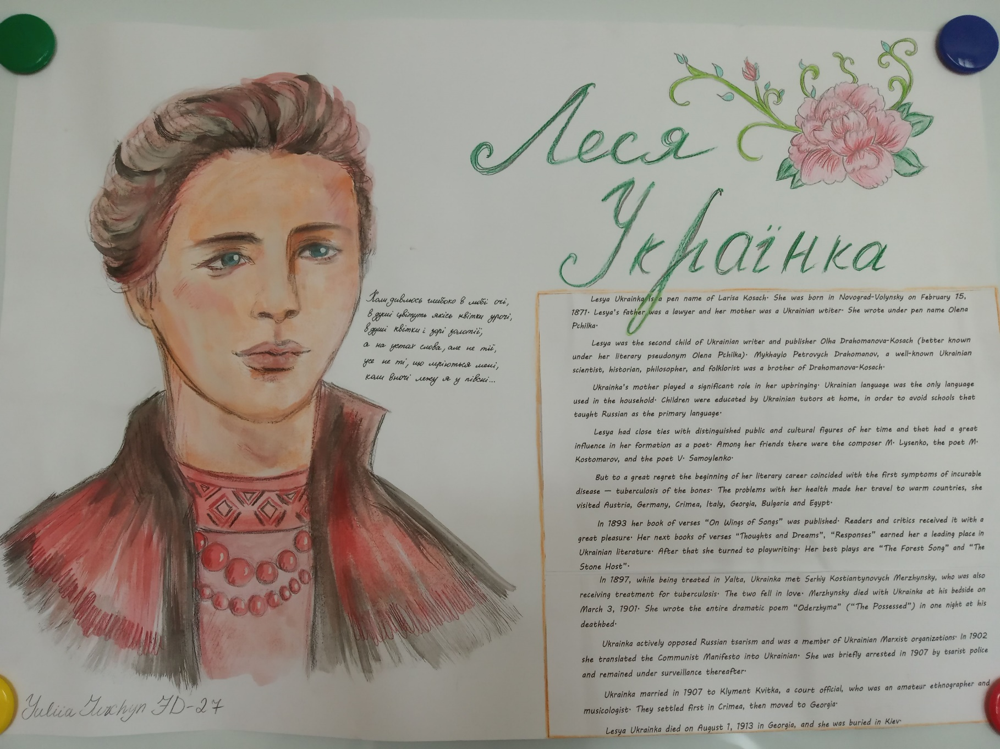 Леся
Українка
Коли дивлюсь глибоко в любі очі,
в душі цвітуть якісь квітки урочі,
в душі квітки і зорі золотії,
а на устах слова, але не тії,
усе не ті, що мріються мені,
коли вночі лежу я у півсні...
Lesya Ukrainka is a pen name of Larisa Kosach. She was born in Novograd-Volynsky on February 15,
1871. Lesya's father was a lawyer and her mother was a Ukrainian wtiter. She wrote under pen name Olena
Pchilka.
Lesya was the second child of Ukrainian writer and publisher Olha Drahomanova-Kosach (better known
under her literary pseudonym Olena Pchilka). Mykhaylo Petrovych Drahomanov, a well-known Ukrainian
scientist, historian, philosopher, and folklorist was a brother of Drahomanova-Kosach.
Ukrainka's mother played a significant role in her upbringing. Ukrainian language was the only language
used in the household. Children were educated by Ukrainian tutors at home, in order to avoid schools that
taught Russian as the primary language.
Lesya had close ties with distinguished public and cultural figures of her time and that had a great
influence in her formation as a poet. Among her friends there were the composer M. Lysenko, the poet M.
Kostomarov, and the poet V. Samoylenko.
But to a great regret the beginning of her literary career coincided with the first symptoms of incurable
disease — tuberculosis of the bones. The problems with her health made her travel to warm countries, she
visited Austria, Germany, Crimea, Italy, Georgia, Bulgaria and Egypt.
In 1893 her book of verses “On Wings of Songs” was published. Readers and critics received it with a
great pleasure. Her next books of verses “Thoughts and Dreams”, “Responses” earned her a leading place in
Ukrainian literature. After that she turned to playwriting. Her best plays are “The Forest Song” and “The
Stone Host”.
In 1897, while being treated in Yalta, Ukrainka met Serhiy Kostiantynovych Merzhynsky, who was also
receiving treatment for tuberculosis. The two fell in love. Merzhynsky died with Ukrainka at his bedside on
March 3, 1901. She wrote the entire dramatic poem “Oderzhyma” (“The Possessed”) in one night at his
deathbed.
Ukrainka actively opposed Russian tsarism and was a member of Ukrainian Marxist organizations. In 1902
she translated the Communist Manifesto into Ukrainian. She was briefly arrested in 1907 by tsarist police
and remained under surveillance thereafter.
Ukrainka married in 1907 to Klyment Kvitka, a court official, who was an amateur ethnographer and
musicologist. They settled first in Crimea, then moved to Georgia.
Lesya Ukrainka died on August 1, 1913 in Georgia, and she was buried in Kiev.
Yuliia